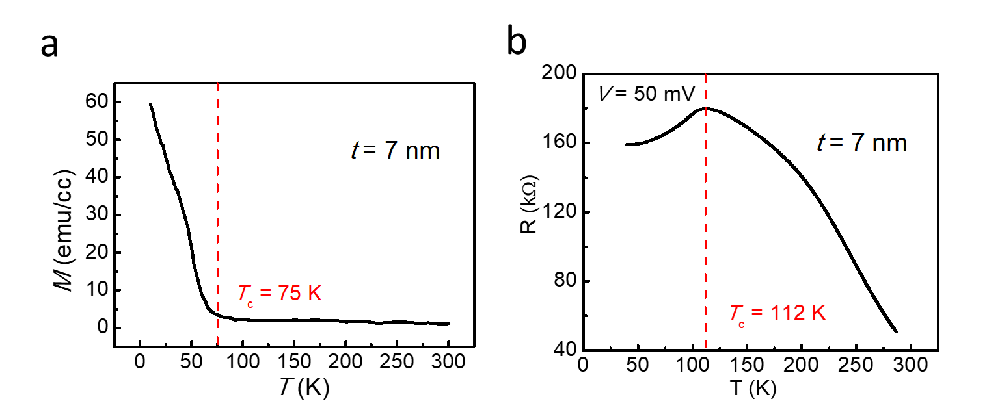 a
60
50
40
30
20
10
0
M (emu/cc)
t = 7 nm
Tc = 75 K
0 50 100 150 200 250 300
T (K)
b
200
160
120
80
40
R (kΩ)
V = 50 mV
t = 7 nm
Tc = 112 K
0 50 100 150 200 250 300
T (K)